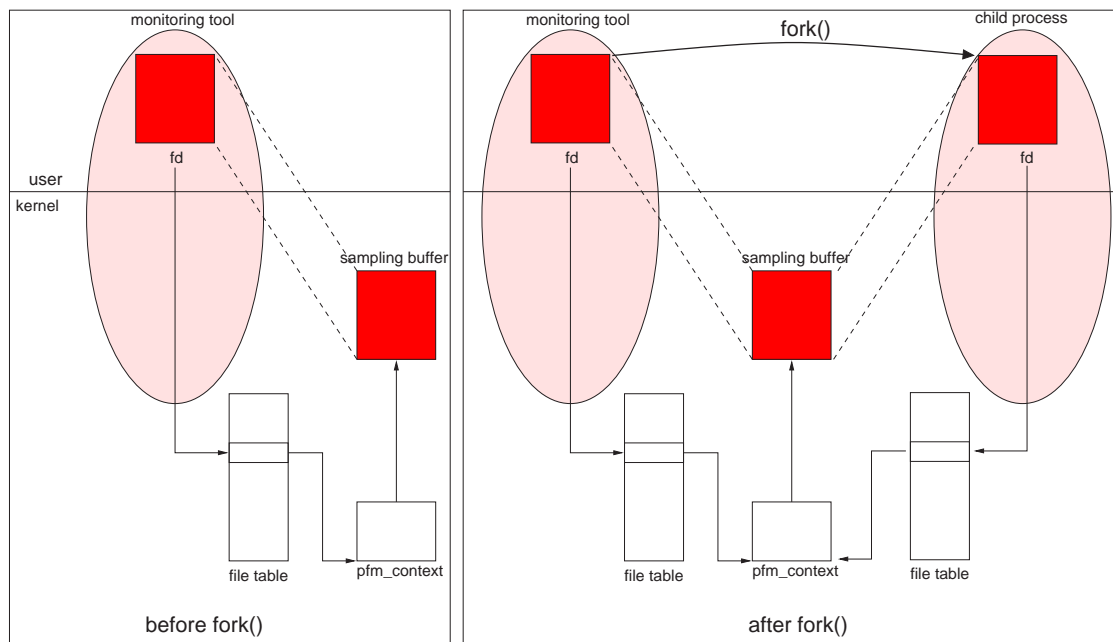 monitoring tool
fd
user
kernel
sampling buffer
file table
pfm_context
before fork()
monitoring tool
fork()
child process
fd
fd
sampling buffer
file table
pfm_context
file table
after fork()